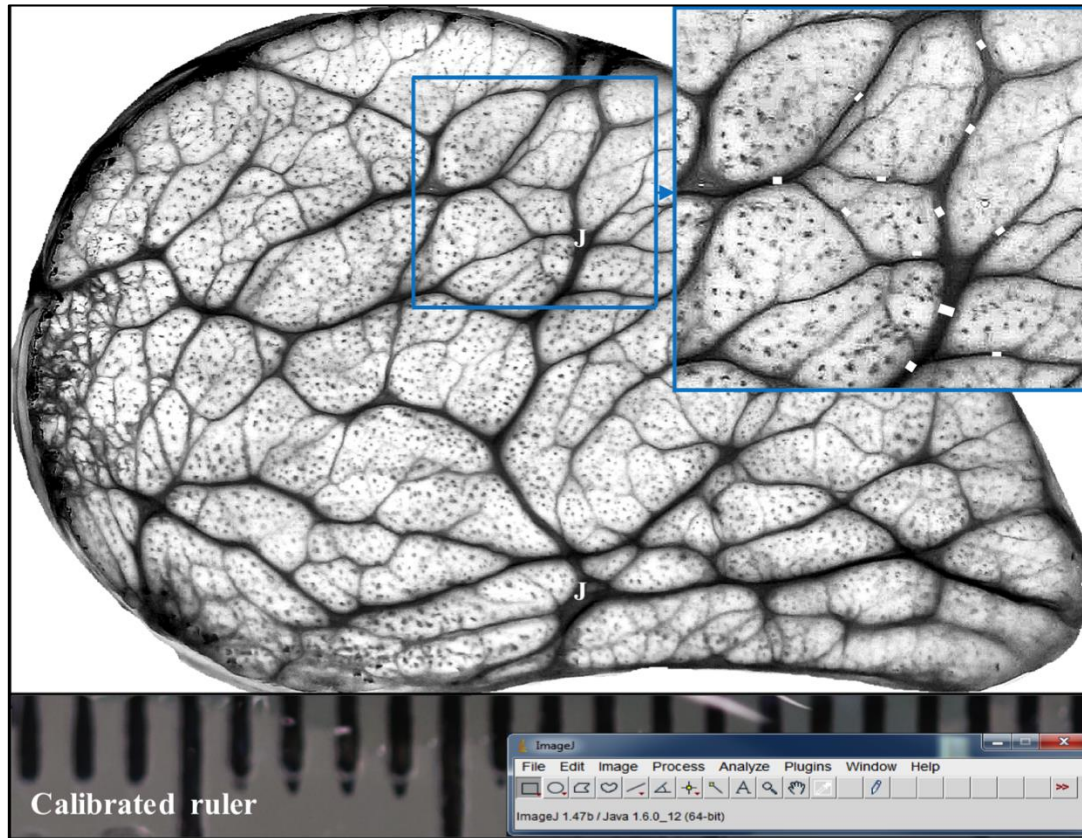 J
J
ImageJ
File Edit Image Process Analyze Plugins Window Help
A
>>
Calibrated ruler
ImageJ 1.47b / Java 1.6.0_12 (64-bit)